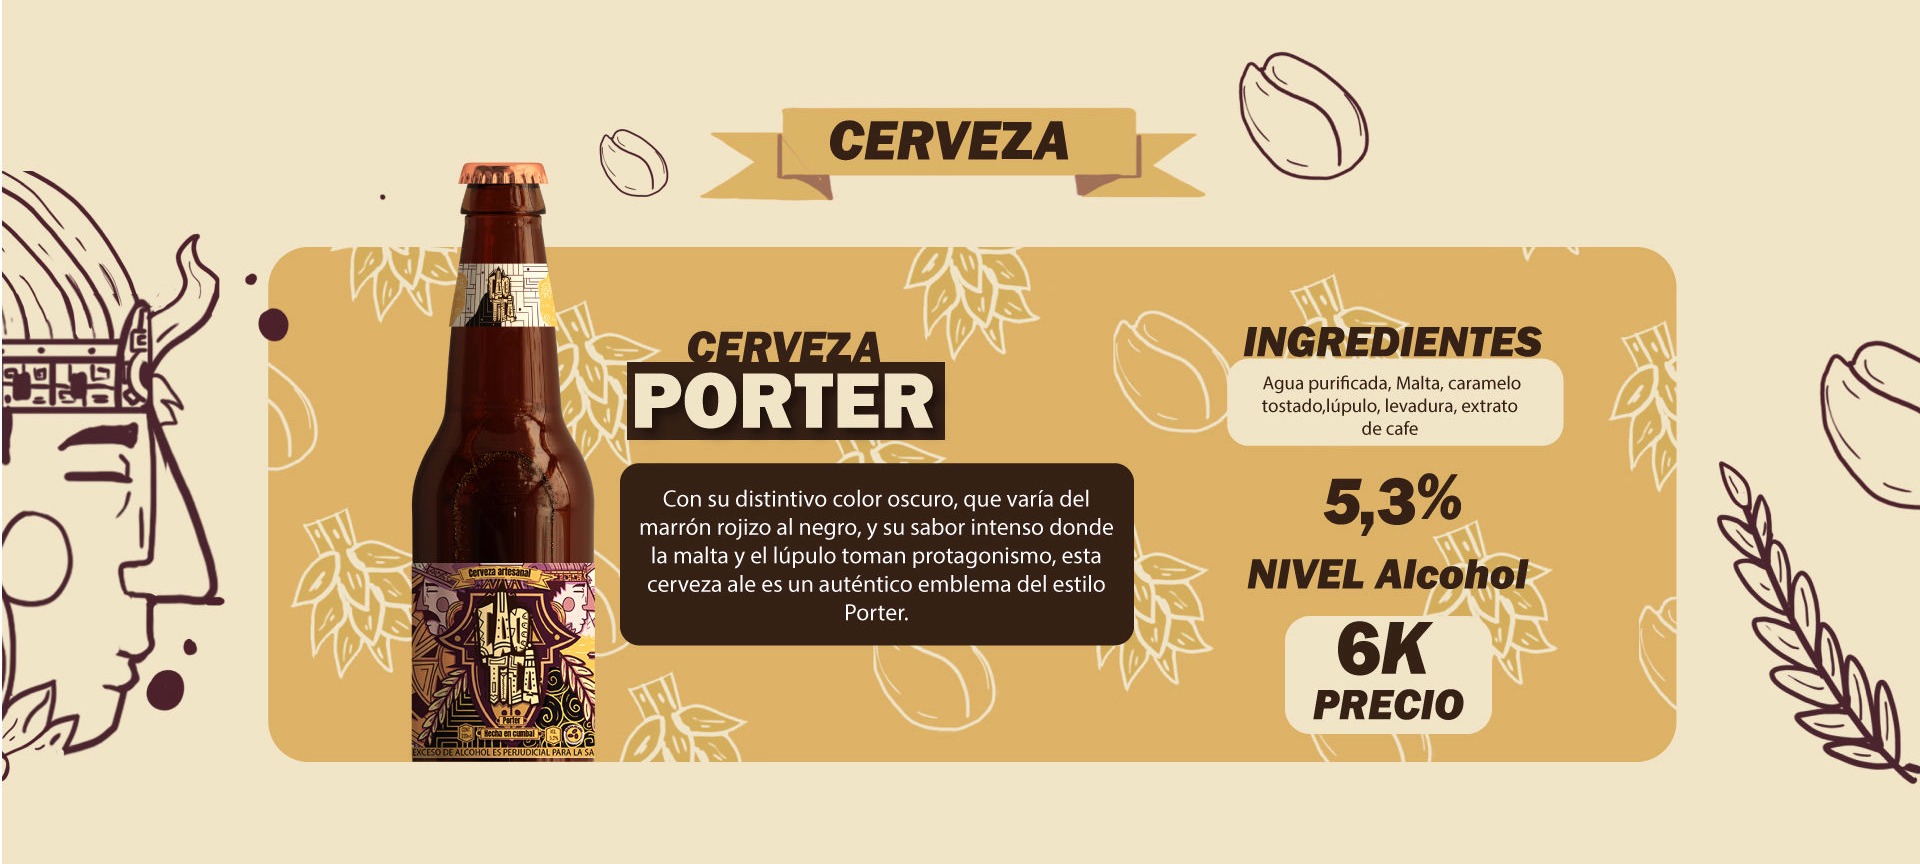 CERVEZA
CERVEZA
PORTER
Con su distintivo color oscuro, que varía del
marrón rojizo al negro, y su sabor intenso donde
la malta y el lúpulo toman protagonismo, esta
cerveza ale es un auténtico emblema del estilo
Porter.
INGREDIENTES
Agua purificada, Malta, caramelo
tostado,lúpulo, levadura, extrato
de cafe
5,3%
NIVEL Alcohol
6K
PRECIO
Cerveza artesanal
Porter
Hecha en cumbal
EXCESO DE ALCOHOL ES PERJUDICIAL PARA LA SA